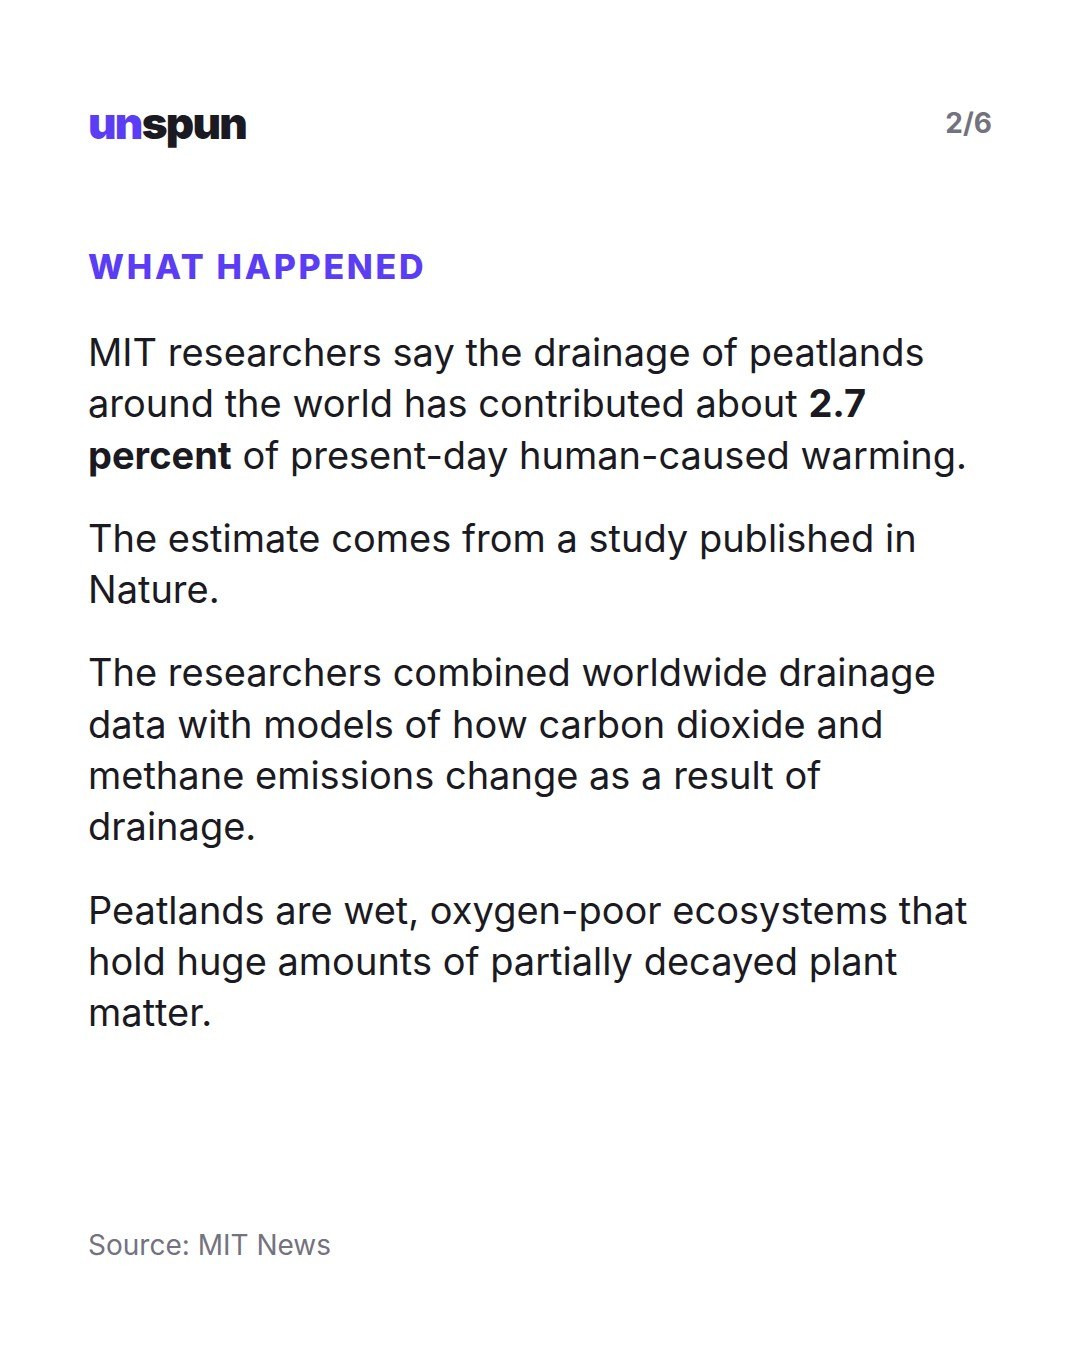 unspun
2/6
WHAT HAPPENED
MIT researchers say the drainage of peatlands
around the world has contributed about 2.7
percent of present-day human-caused warming.
The estimate comes from a study published in
Nature.
The researchers combined worldwide drainage
data with models of how carbon dioxide and
methane emissions change as a result of
drainage.
Peatlands are wet, oxygen-poor ecosystems that
hold huge amounts of partially decayed plant
matter.
Source: MIT News